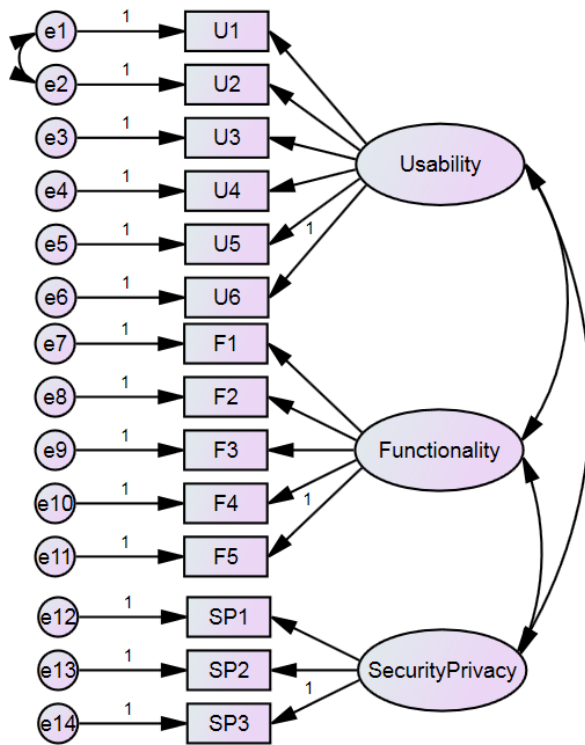 e1 1 U1
e2 1 U2
e3 1 U3
Usability
e4 1 U4
e5 1 U5 1
e6 1 U6
e7 1 F1
e8 1 F2
e9 1 F3 Functionality
e10 1 F4
1
e11 1 F5
e12 1 SP1
e13 1 SP2 SecurityPrivacy
1
e14 1 SP3